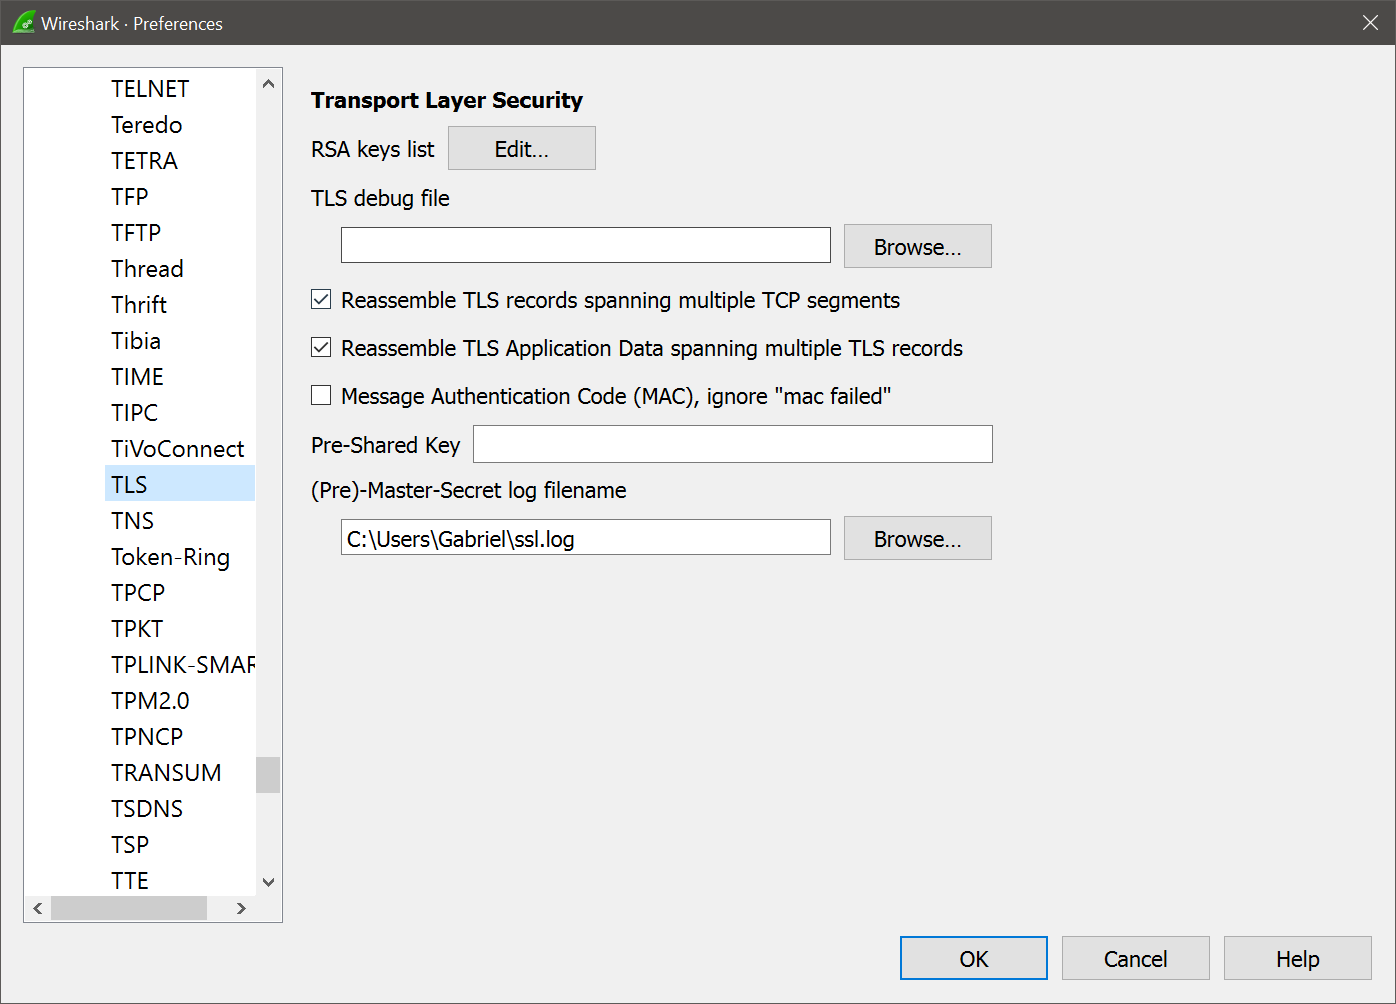 Wireshark · Preferences
TELNET
Teredo
TETRA
TFP
TFTP
Thread
Thrift
Tibia
TIME
TIPC
TiVoConnect
TLS
TNS
Token-Ring
TPCP
TPKT
TPLINK-SMAR
TPM2.0
TPNCP
TRANSUM
TSDNS
TSP
TTE
Transport Layer Security
RSA keys list Edit...
TLS debug file
Browse...
Reassemble TLS records spanning multiple TCP segments
Reassemble TLS Application Data spanning multiple TLS records
Message Authentication Code (MAC), ignore "mac failed"
Pre-Shared Key
(Pre)-Master-Secret log filename
C:\Users\Gabriel\ssl.log Browse...
OK Cancel Help